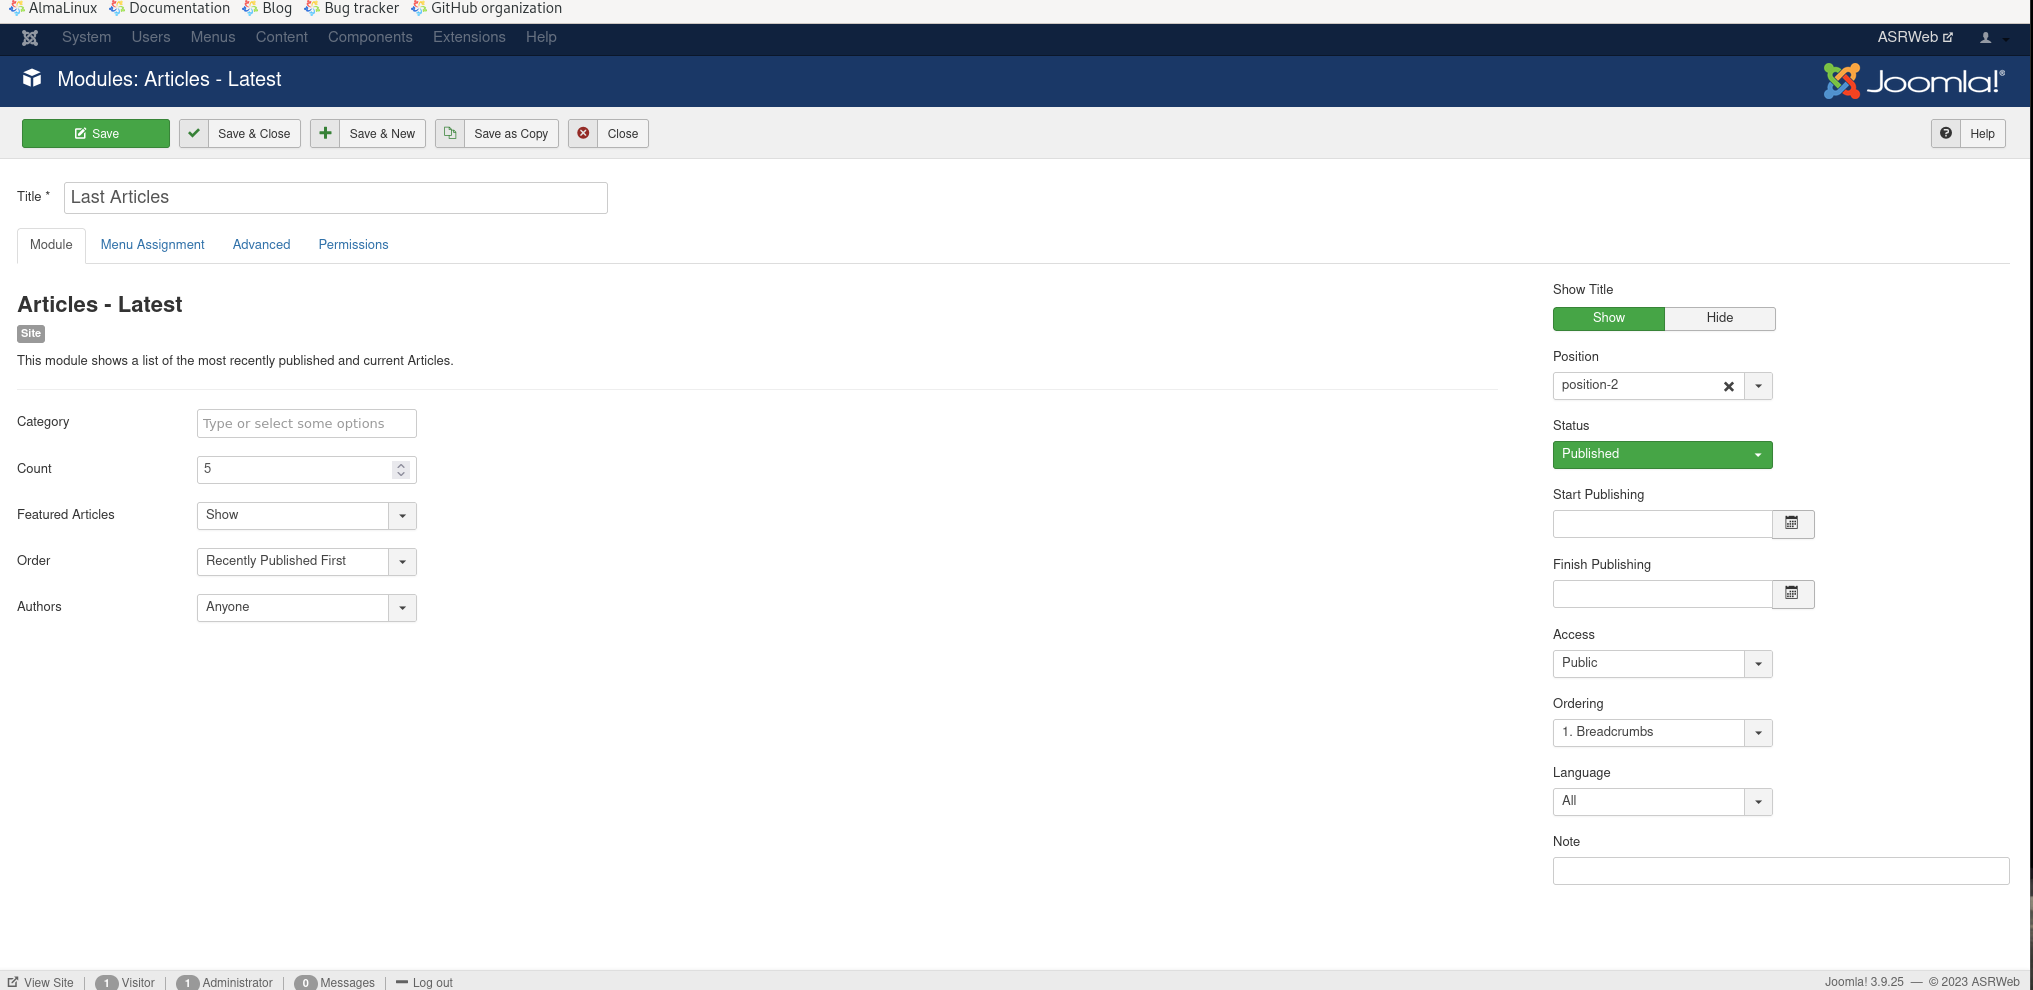 AlmaLinux Documentation Blog Bug tracker GitHub organization
System Users Menus Content Components Extensions Help ASRWeb
Modules: Articles - Latest Joomla!®
Save Save & Close Save & New Save as Copy Close Help
Title * Last Articles
Module Menu Assignment Advanced Permissions
Articles - Latest
Site
This module shows a list of the most recently published and current Articles.
Category Type or select some options
Count 5
Featured Articles Show
Order Recently Published First
Authors Anyone
Show Title
Show Hide
Position
position-2
Status
Published
Start Publishing
Finish Publishing
Access
Public
Ordering
1. Breadcrumbs
Language
All
Note
View Site 1 Visitor 1 Administrator 0 Messages Log out Joomla! 3.9.25 — © 2023 ASRWeb